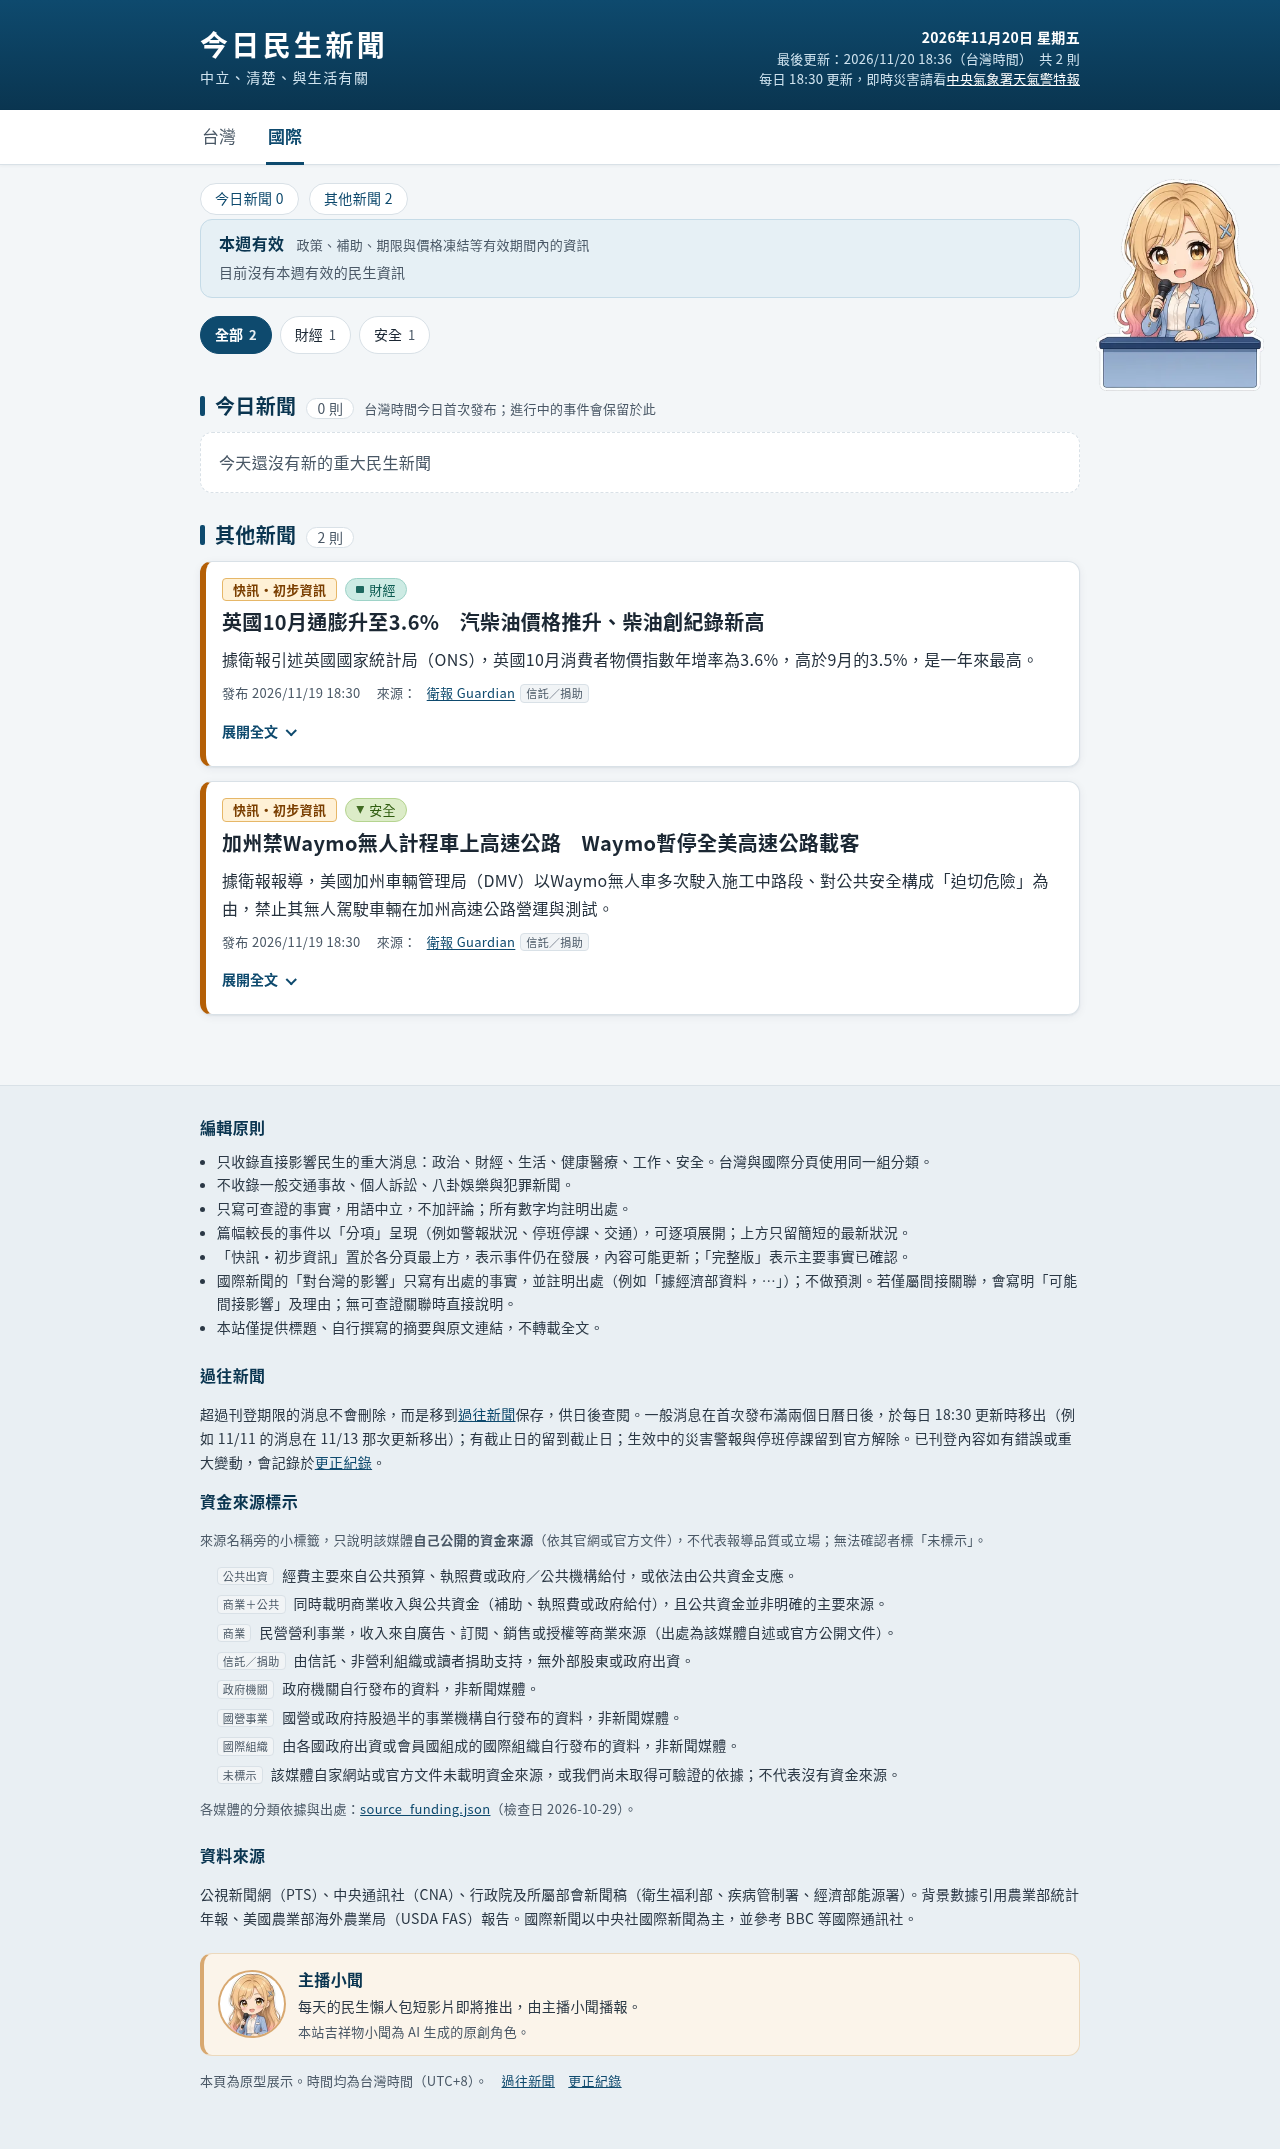 今日民生新聞
中立、清楚、與生活有關
2026年11月20日 星期五
最後更新：2026/11/20 18:36（台灣時間） 共 2 則
每日 18:30 更新，即時災害請看中央氣象署天氣警特報
台灣 國際
今日新聞 0 其他新聞 2
本週有效 政策、補助、期限與價格凍結等有效期間內的資訊
目前沒有本週有效的民生資訊
全部 2 財經 1 安全 1
今日新聞 0 則 台灣時間今日首次發布；進行中的事件會保留於此
今天還沒有新的重大民生新聞
其他新聞 2 則
快訊・初步資訊 財經
英國10月通膨升至3.6%　汽柴油價格推升、柴油創紀錄新高
據衛報引述英國國家統計局（ONS），英國10月消費者物價指數年增率為3.6%，高於9月的3.5%，是一年來最高。
發布 2026/11/19 18:30 來源： 衛報 Guardian 信託／捐助
展開全文
快訊・初步資訊 安全
加州禁Waymo無人計程車上高速公路　Waymo暫停全美高速公路載客
據衛報報導，美國加州車輛管理局（DMV）以Waymo無人車多次駛入施工中路段、對公共安全構成「迫切危險」為
由，禁止其無人駕駛車輛在加州高速公路營運與測試。
發布 2026/11/19 18:30 來源： 衛報 Guardian 信託／捐助
展開全文
編輯原則
只收錄直接影響民生的重大消息：政治、財經、生活、健康醫療、工作、安全。台灣與國際分頁使用同一組分類。
不收錄一般交通事故、個人訴訟、八卦娛樂與犯罪新聞。
只寫可查證的事實，用語中立，不加評論；所有數字均註明出處。
篇幅較長的事件以「分項」呈現（例如警報狀況、停班停課、交通），可逐項展開；上方只留簡短的最新狀況。
「快訊・初步資訊」置於各分頁最上方，表示事件仍在發展，內容可能更新；「完整版」表示主要事實已確認。
國際新聞的「對台灣的影響」只寫有出處的事實，並註明出處（例如「據經濟部資料，…」）；不做預測。若僅屬間接關聯，會寫明「可能
間接影響」及理由；無可查證關聯時直接說明。
本站僅提供標題、自行撰寫的摘要與原文連結，不轉載全文。
過往新聞
超過刊登期限的消息不會刪除，而是移到過往新聞保存，供日後查閱。一般消息在首次發布滿兩個日曆日後，於每日 18:30 更新時移出（例
如 11/11 的消息在 11/13 那次更新移出）；有截止日的留到截止日；生效中的災害警報與停班停課留到官方解除。已刊登內容如有錯誤或重
大變動，會記錄於更正紀錄。
資金來源標示
來源名稱旁的小標籤，只說明該媒體自己公開的資金來源（依其官網或官方文件），不代表報導品質或立場；無法確認者標「未標示」。
公共出資 經費主要來自公共預算、執照費或政府／公共機構給付，或依法由公共資金支應。
商業＋公共 同時載明商業收入與公共資金（補助、執照費或政府給付），且公共資金並非明確的主要來源。
商業 民營營利事業，收入來自廣告、訂閱、銷售或授權等商業來源（出處為該媒體自述或官方公開文件）。
信託／捐助 由信託、非營利組織或讀者捐助支持，無外部股東或政府出資。
政府機關 政府機關自行發布的資料，非新聞媒體。
國營事業 國營或政府持股過半的事業機構自行發布的資料，非新聞媒體。
國際組織 由各國政府出資或會員國組成的國際組織自行發布的資料，非新聞媒體。
未標示 該媒體自家網站或官方文件未載明資金來源，或我們尚未取得可驗證的依據；不代表沒有資金來源。
各媒體的分類依據與出處：source_funding.json（檢查日 2026-10-29）。
資料來源
公視新聞網（PTS）、中央通訊社（CNA）、行政院及所屬部會新聞稿（衛生福利部、疾病管制署、經濟部能源署）。背景數據引用農業部統計
年報、美國農業部海外農業局（USDA FAS）報告。國際新聞以中央社國際新聞為主，並參考 BBC 等國際通訊社。
主播小聞
每天的民生懶人包短影片即將推出，由主播小聞播報。
本站吉祥物小聞為 AI 生成的原創角色。
本頁為原型展示。時間均為台灣時間（UTC+8）。 過往新聞 更正紀錄